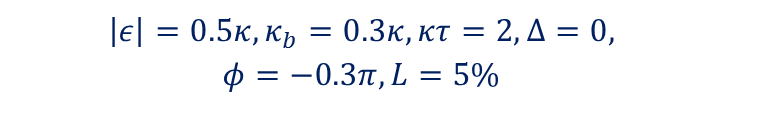 |ϵ| = 0.5κ, κ_b = 0.3κ, κτ = 2, Δ = 0,
ϕ = −0.3π, L = 5%